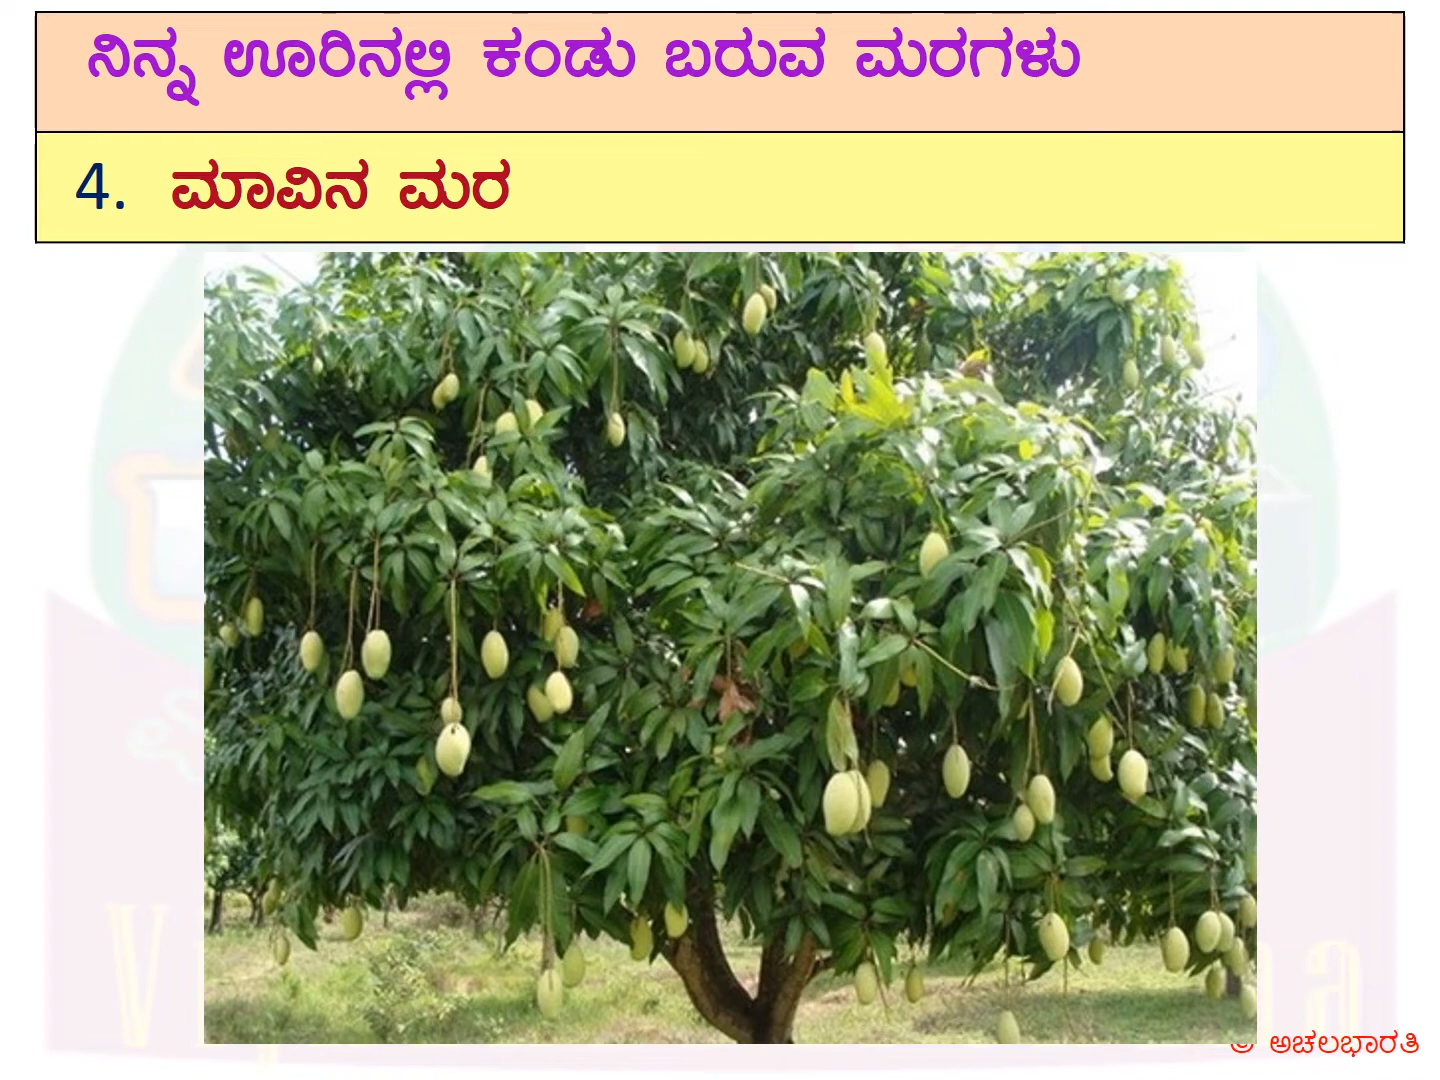 ನಿನ್ನ ಊರಿನಲ್ಲಿ ಕಂಡು ಬರುವ ಮರಗಳು
4. ಮಾವಿನ ಮರ
ಅಚಲಭಾರತಿ